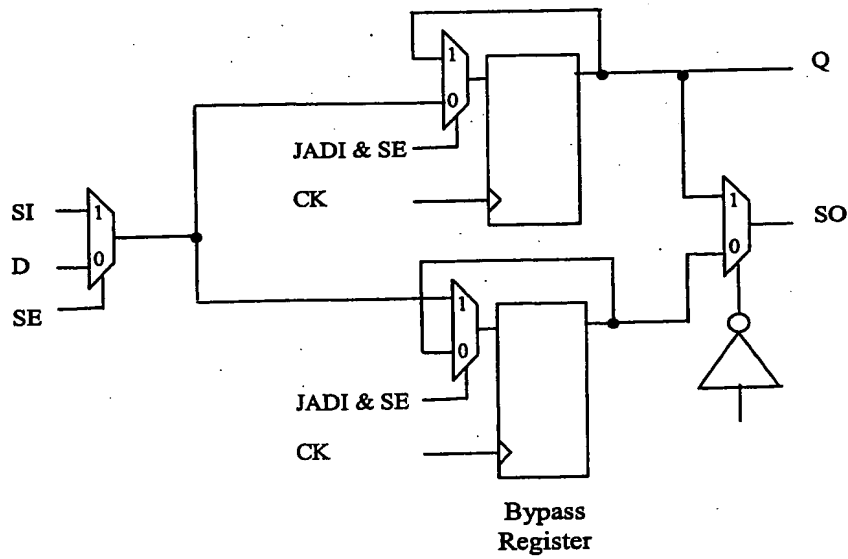 Q
1
0
JADI & SE
CK
SI
1
D
0
SE
1
SO
0
1
0
JADI & SE
CK
Bypass
Register